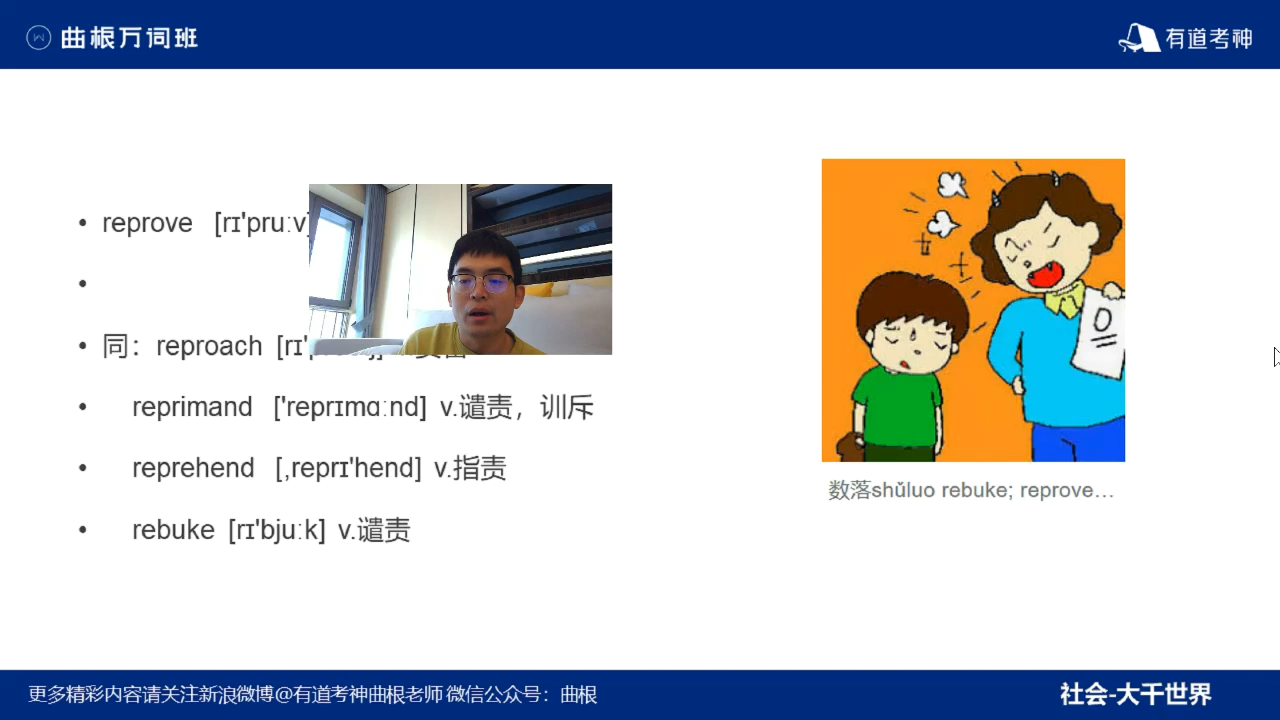 曲根万词班
有道考神
reprove [rɪ'pruːv]
同：reproach [rɪ'
reprimand ['reprɪmɑːnd] v.谴责，训斥
reprehend [,reprɪ'hend] v.指责
rebuke [rɪ'bjuːk] v.谴责
0
数落shǔluo rebuke; reprove…
更多精彩内容请关注新浪微博@有道考神曲根老师 微信公众号：曲根
社会-大千世界